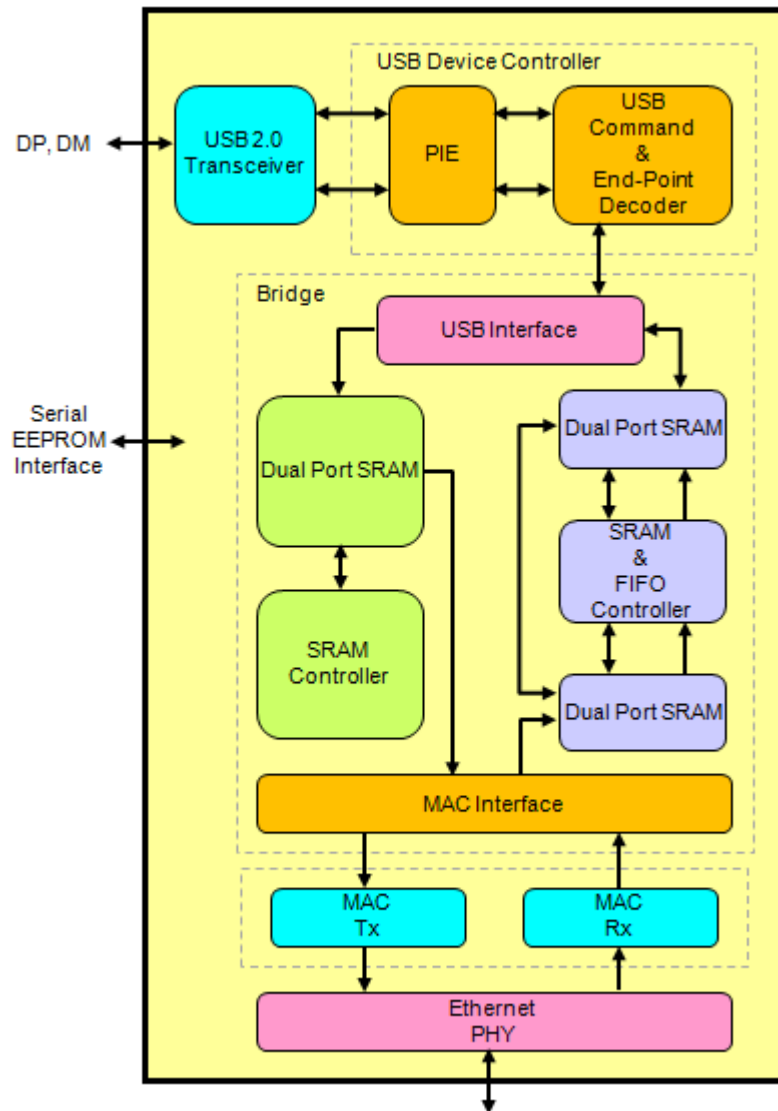 USB Device Controller
DP, DM
USB 2.0
Transceiver
PIE
USB
Command
&
End-Point
Decoder
Bridge
USB Interface
Serial
EEPROM
Interface
Dual Port SRAM
Dual Port SRAM
SRAM
&
FIFO
Controller
SRAM
Controller
Dual Port SRAM
MAC Interface
MAC
Tx
MAC
Rx
Ethernet
PHY